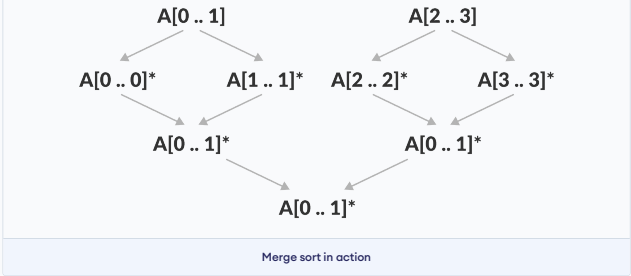 A[0 .. 1] A[2 .. 3]
A[0 .. 0]* A[1 .. 1]* A[2 .. 2]* A[3 .. 3]*
A[0 .. 1]* A[0 .. 1]*
A[0 .. 1]*
Merge sort in action